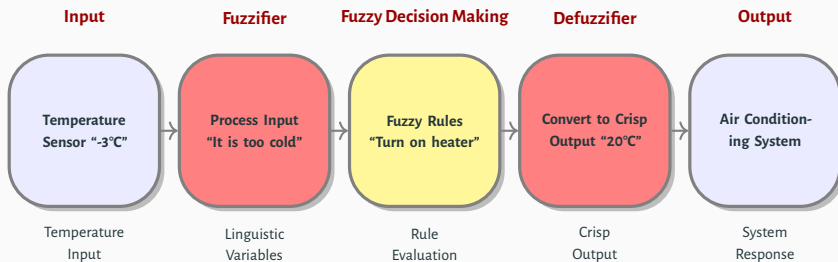 Input
Fuzzifier
Fuzzy Decision Making
Defuzzifier
Output
Temperature
Sensor “-3°C”
Process Input
“It is too cold”
Fuzzy Rules
“Turn on heater”
Convert to Crisp
Output “20°C”
Air Condition-
ing System
Temperature
Input
Linguistic
Variables
Rule
Evaluation
Crisp
Output
System
Response